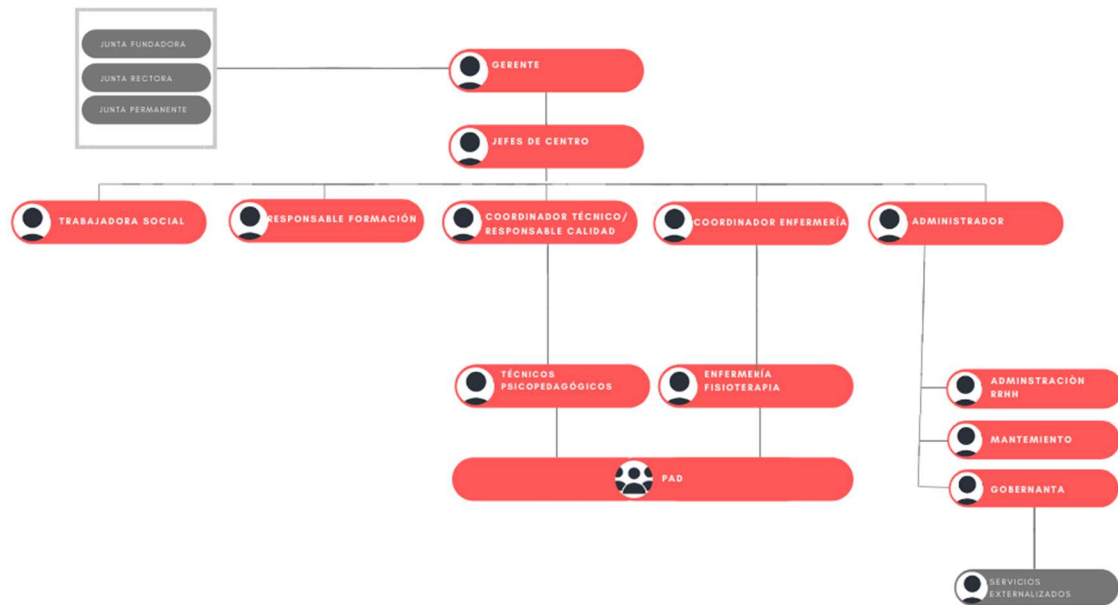 JUNTA FUNDADORA
JUNTA RECTORA
JUNTA PERMANENTE
GERENTE
JEFES DE CENTRO
TRABAJADORA SOCIAL
RESPONSABLE FORMACIÓN
COORDINADOR TÉCNICO/
RESPONSABLE CALIDAD
COORDINADOR ENFERMERÍA
ADMINISTRADOR
TÉCNICOS
PSICOPEDAGÓGICOS
ENFERMERÍA
FISIOTERAPIA
ADMINSTRACIÒN
RRHH
MANTEMIENTO
PAD
GOBERNANTA
SERVICIOS
EXTERNALIZADOS